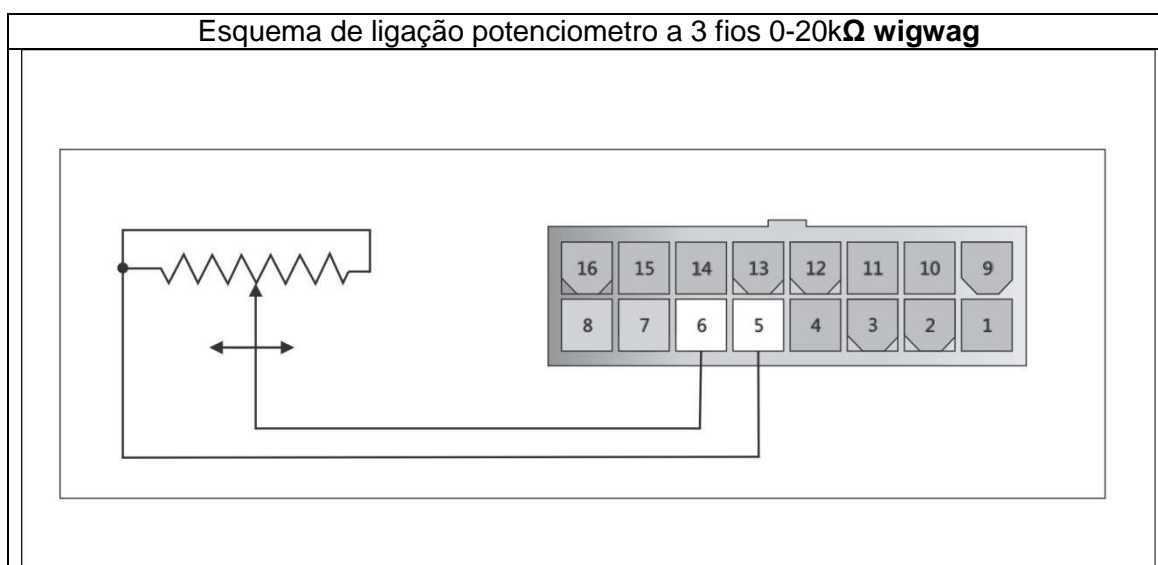 Esquema de ligação potenciometro a 3 fios 0-20kΩ wigwag
16 15 14 13 12 11 10 9
8 7 6 5 4 3 2 1